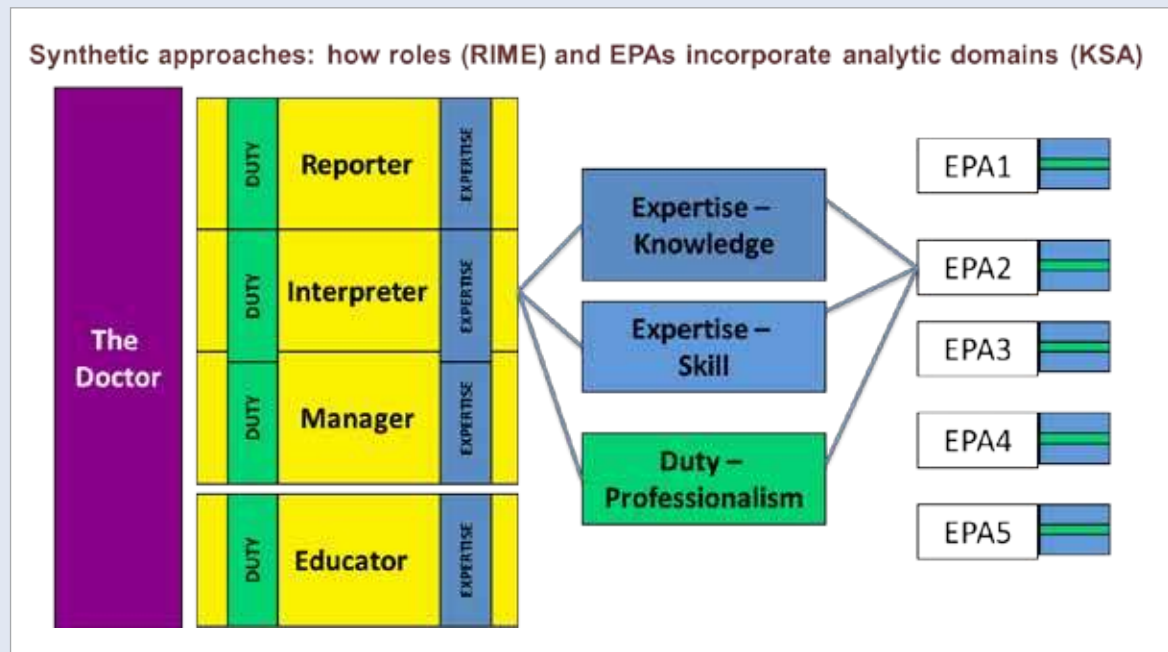 Synthetic approaches: how roles (RIME) and EPAs incorporate analytic domains (KSA)
The
Doctor
DUTY
Reporter
EXPERTISE
DUTY
Interpreter
EXPERTISE
DUTY
Manager
EXPERTISE
DUTY
Educator
EXPERTISE
Expertise –
Knowledge
Expertise –
Skill
Duty –
Professionalism
EPA1
EPA2
EPA3
EPA4
EPA5